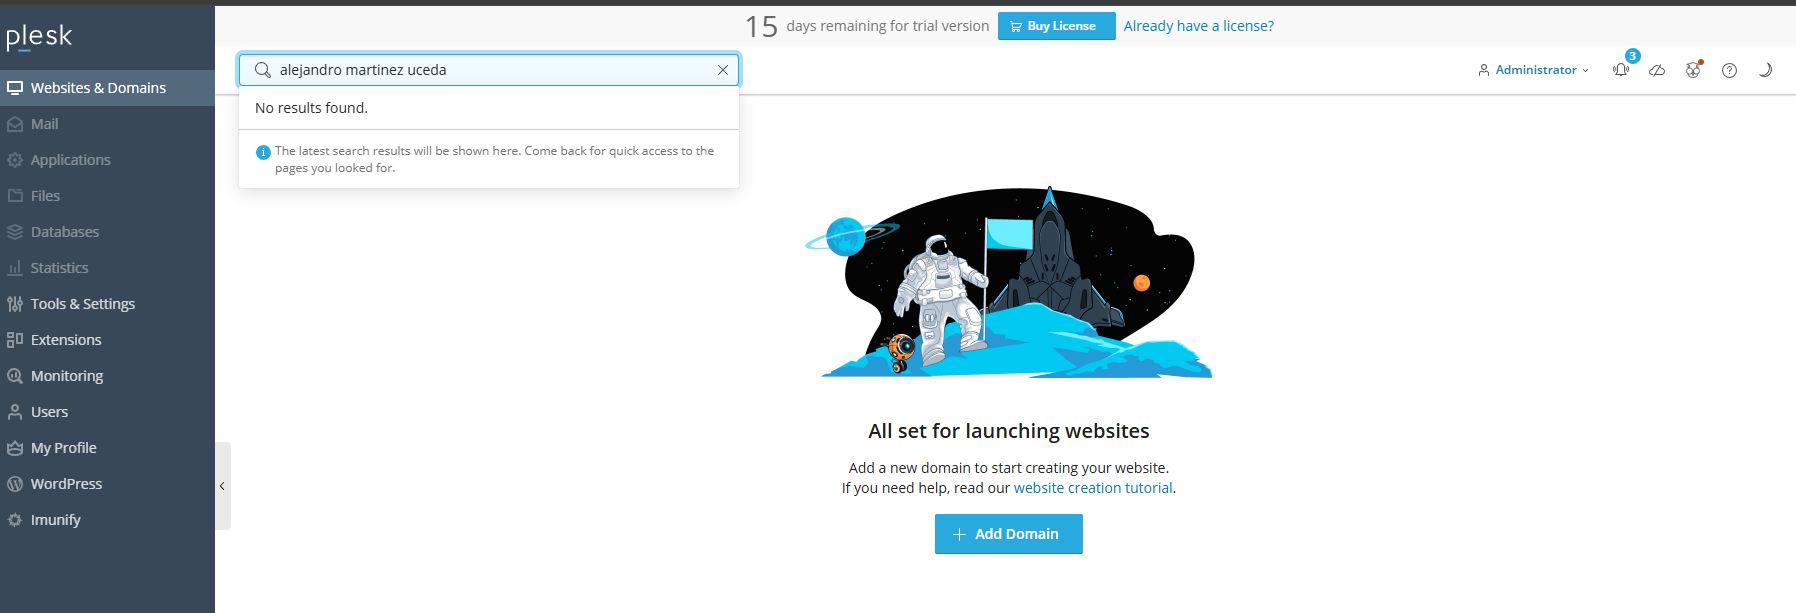 15 days remaining for trial version Buy License Already have a license?
plesk
alejandro martinez uceda
Administrator
3
No results found.
The latest search results will be shown here. Come back for quick access to the
pages you looked for.
Websites & Domains
Mail
Applications
Files
Databases
Statistics
Tools & Settings
Extensions
Monitoring
Users
My Profile
WordPress
Imunify
All set for launching websites
Add a new domain to start creating your website.
If you need help, read our website creation tutorial.
Add Domain